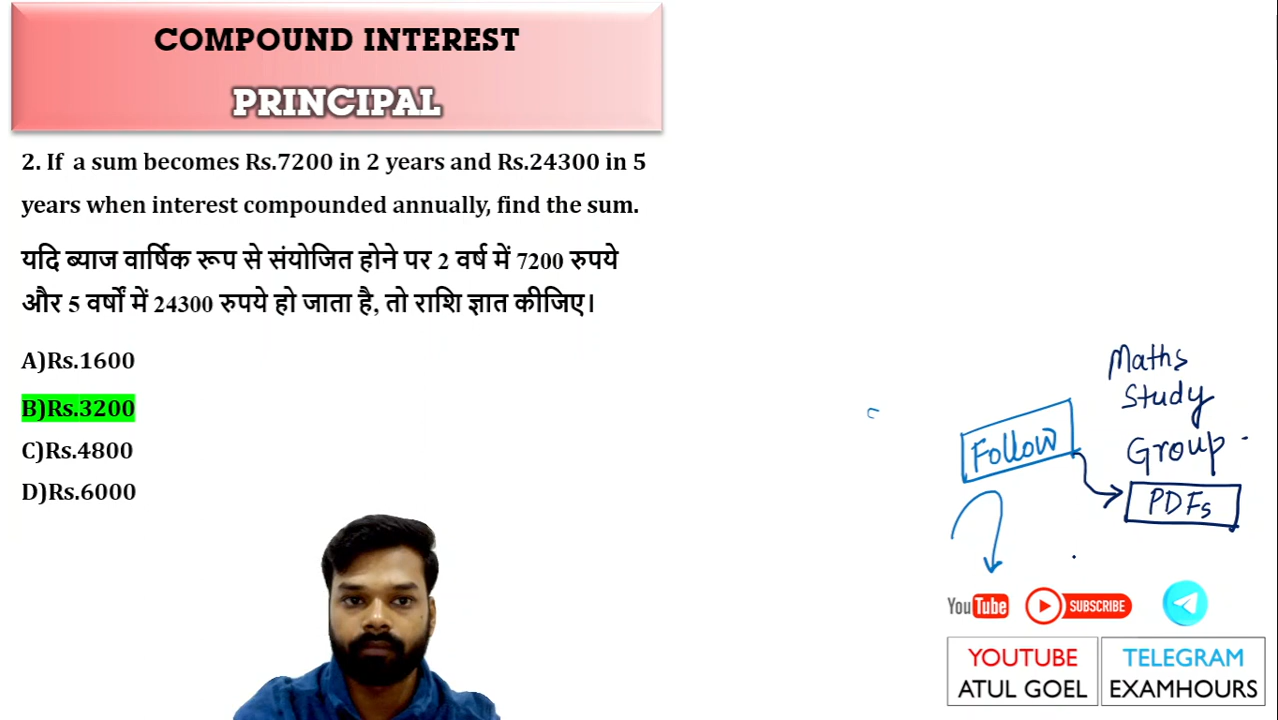 COMPOUND INTEREST
PRINCIPAL
2. If a sum becomes Rs.7200 in 2 years and Rs.24300 in 5
years when interest compounded annually, find the sum.
यदि ब्याज वार्षिक रूप से संयोजित होने पर 2 वर्ष में 7200 रुपये
और 5 वर्षों में 24300 रुपये हो जाता है, तो राशि ज्ञात कीजिए।
A)Rs.1600
B)Rs.3200
C)Rs.4800
D)Rs.6000
Maths
Study
Group
Follow
PDFs
YouTube
SUBSCRIBE
YOUTUBE
ATUL GOEL
TELEGRAM
EXAMHOURS